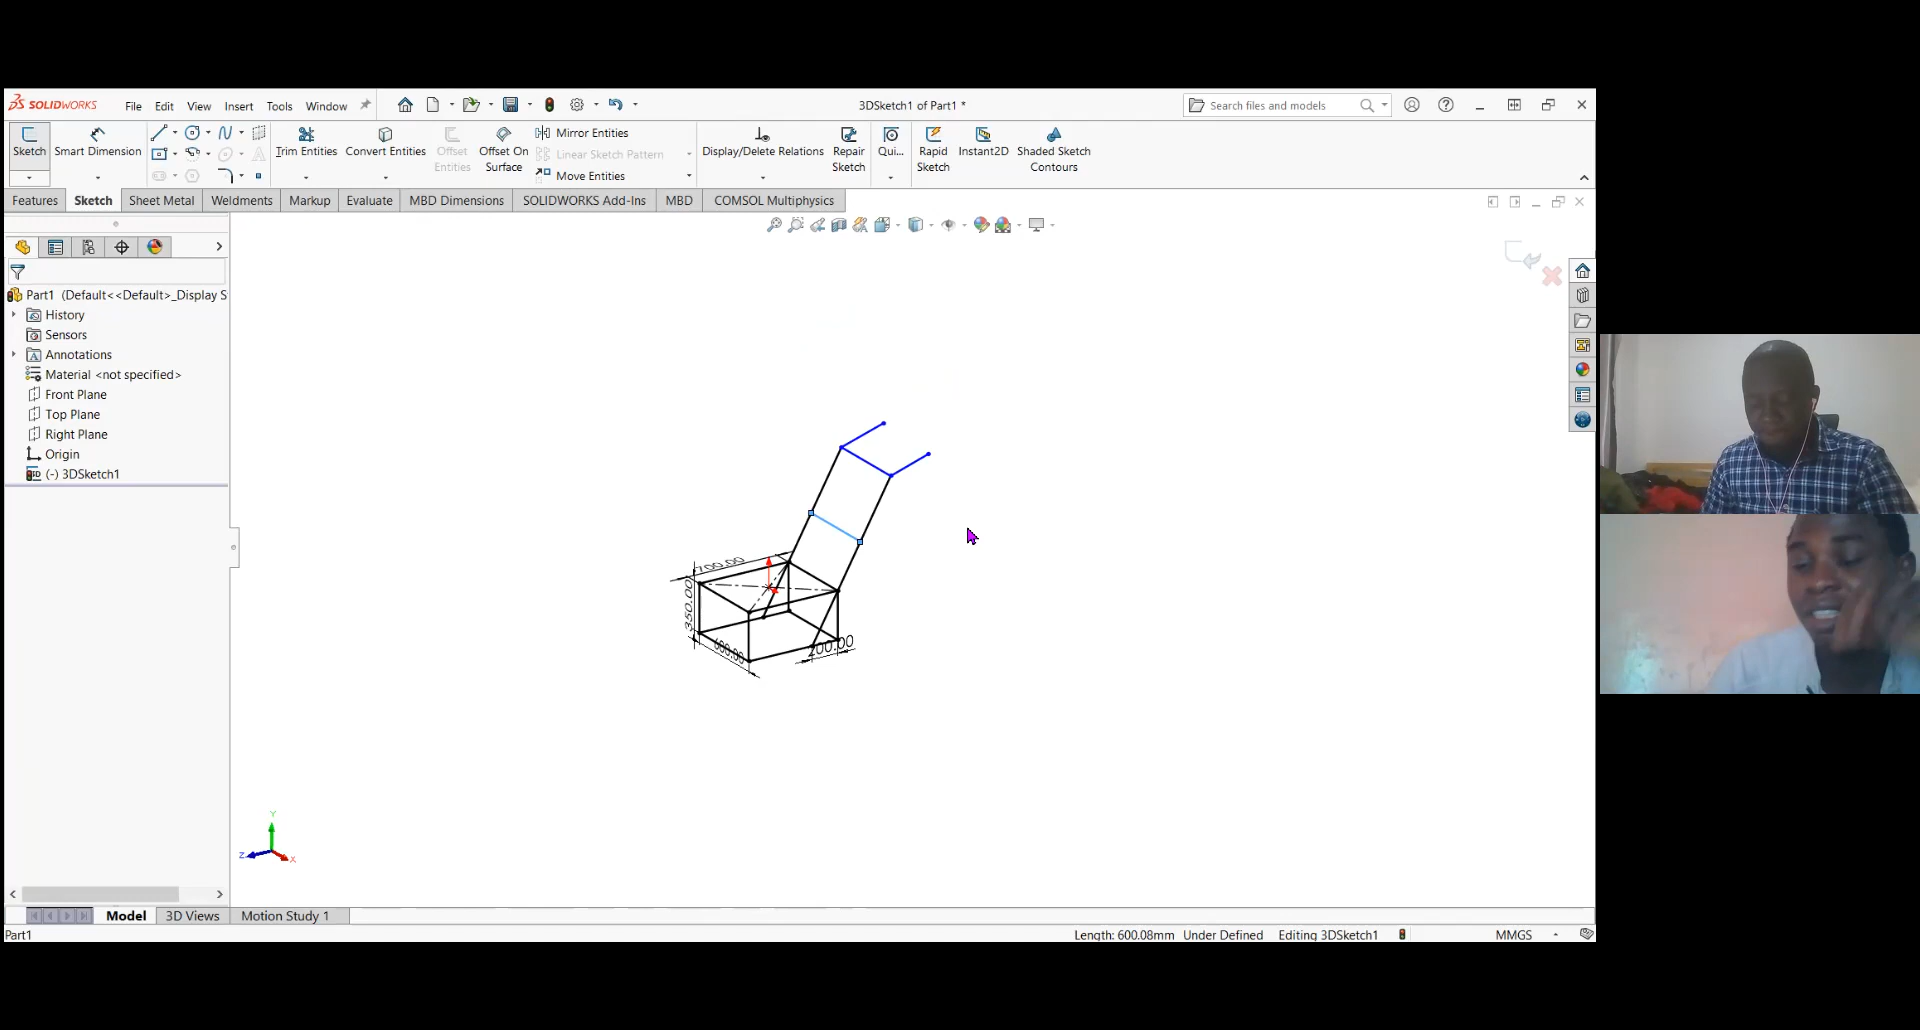 SOLIDWORKS File Edit View Insert Tools Window 3DSketch1 of Part1 * Search files and models
Sketch Smart Dimension Trim Entities Convert Entities Offset Entities Offset On Surface Mirror Entities Linear Sketch Pattern Move Entities Display/Delete Relations Repair Sketch Qui... Rapid Sketch Instant2D Shaded Sketch Contours
Features Sketch Sheet Metal Weldments Markup Evaluate MBD Dimensions SOLIDWORKS Add-Ins MBD COMSOL Multiphysics
Part1 (Default<<Default>_Display S
History
Sensors
Annotations
Material <not specified>
Front Plane
Top Plane
Right Plane
Origin
(-) 3DSketch1
700.00
350.00
600.00
200.00
Y
Z
X
Model 3D Views Motion Study 1
Part1 Length: 600.08mm Under Defined Editing 3DSketch1 MMGS